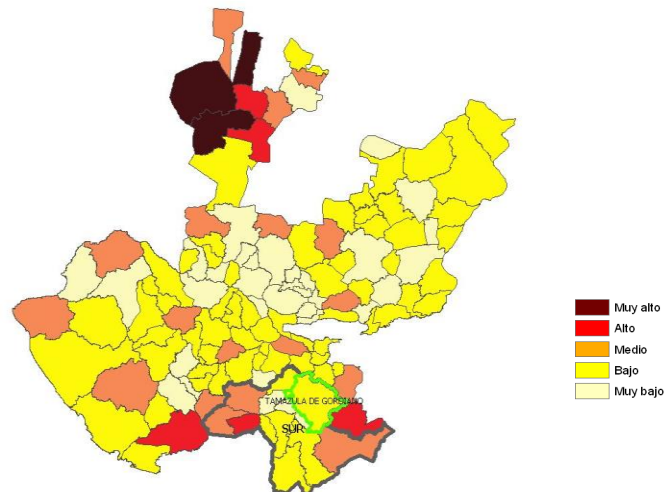 Muy alto
Alto
Medio
Bajo
Muy bajo
TAMAZULA DE GORDIANO
SUR